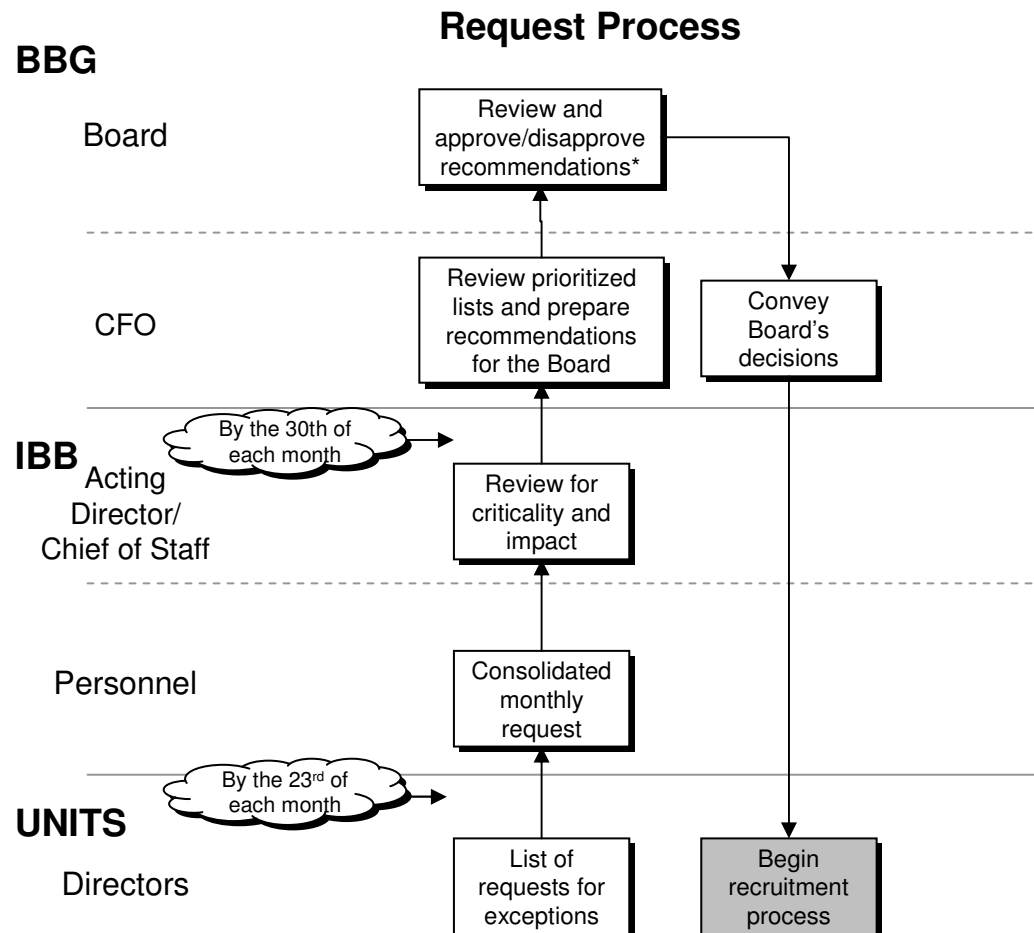 Request Process
BBG
Board
Review and
approve/disapprove
recommendations*
CFO
Review prioritized
lists and prepare
recommendations
for the Board
Convey
Board's
decisions
By the 30th of
each month
IBB
Acting
Director/
Chief of Staff
Review for
criticality and
impact
Personnel
Consolidated
monthly
request
By the 23rd of
each month
UNITS
Directors
List of
requests for
exceptions
Begin
recruitment
process